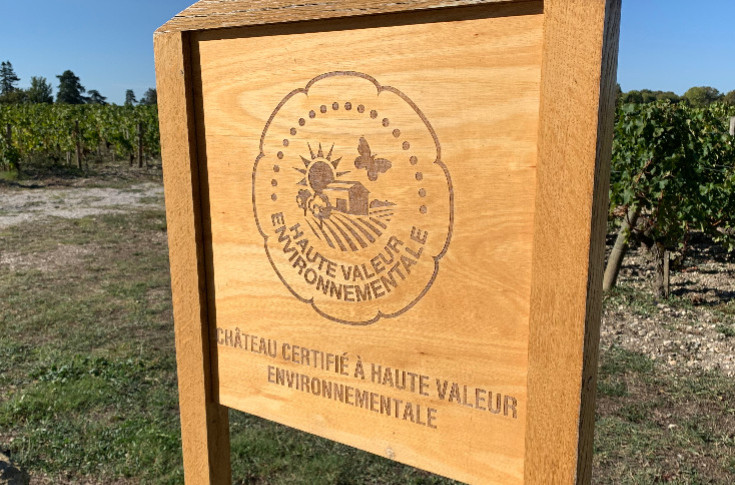 HAUTE VALEUR
ENVIRONNEMENTALE
CHÂTEAU CERTIFIÉ À HAUTE VALEUR
ENVIRONNEMENTALE